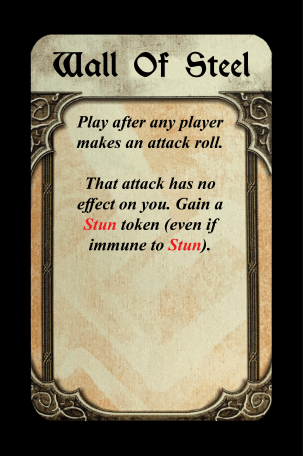 Wall Of Steel
Play after any player
makes an attack roll.
That attack has no
effect on you. Gain a
Stun token (even if
immune to Stun).